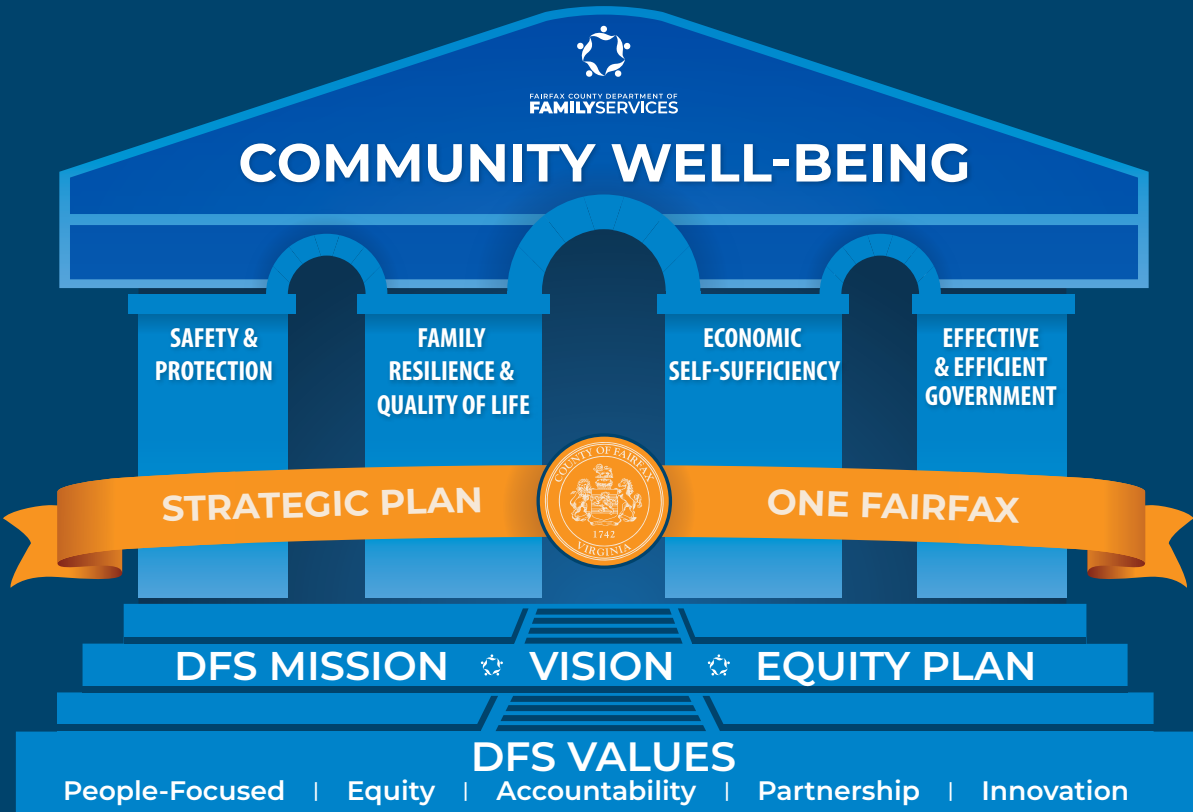 FAIRFAX COUNTY DEPARTMENT OF
FAMILYSERVICES
COMMUNITY WELL-BEING
SAFETY &
PROTECTION
FAMILY
RESILIENCE &
QUALITY OF LIFE
ECONOMIC
SELF-SUFFICIENCY
EFFECTIVE
& EFFICIENT
GOVERNMENT
STRATEGIC PLAN
COUNTY OF FAIRFAX
1742
VIRGINIA
ONE FAIRFAX
DFS MISSION VISION EQUITY PLAN
DFS VALUES
People-Focused | Equity | Accountability | Partnership | Innovation